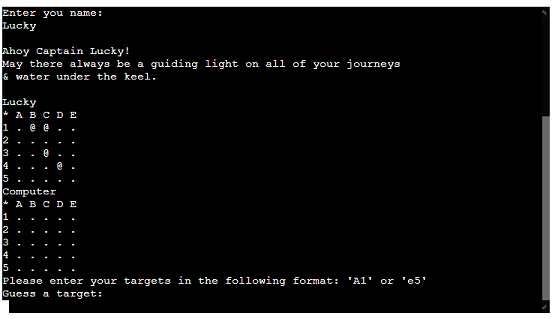 Enter you name:
Lucky
Ahoy Captain Lucky!
May there always be a guiding light on all of your journeys
& water under the keel.
Lucky
* A B C D E
1 . @ @ . .
2 . . . . .
3 . . @ . .
4 . . . @ .
5 . . . . .
Computer
* A B C D E
1 . . . . .
2 . . . . .
3 . . . . .
4 . . . . .
5 . . . . .
Please enter your targets in the following format: 'A1' or 'e5'
Guess a target: